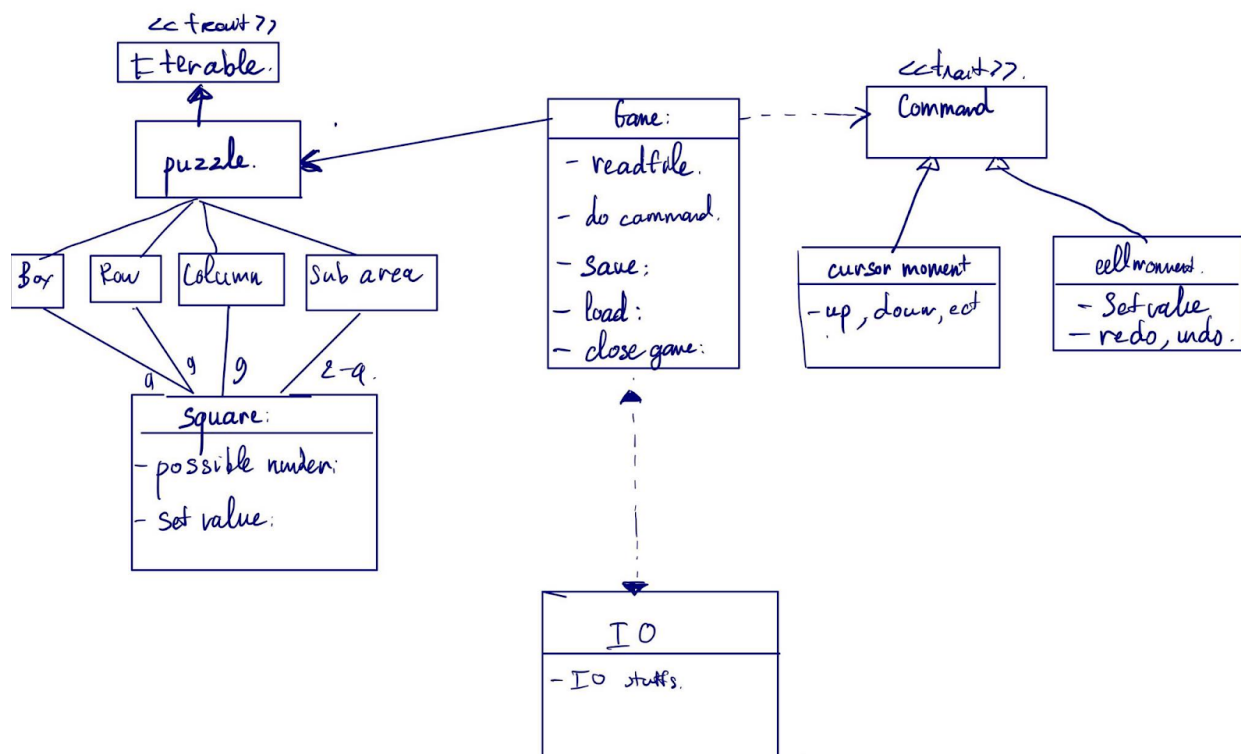 <<trait>>
Iterable.
puzzle.
Box
Row
Column
Sub area
9
9
9
2-9.
Square:
- possible number:
- Set value:
Game:
- readfile.
- do command.
- Save:
- load:
- close game:
<<trait>>.
Command
cursor moment
- up, down, ect
- Set value
- redo, undo.
IO
- IO stuffs.